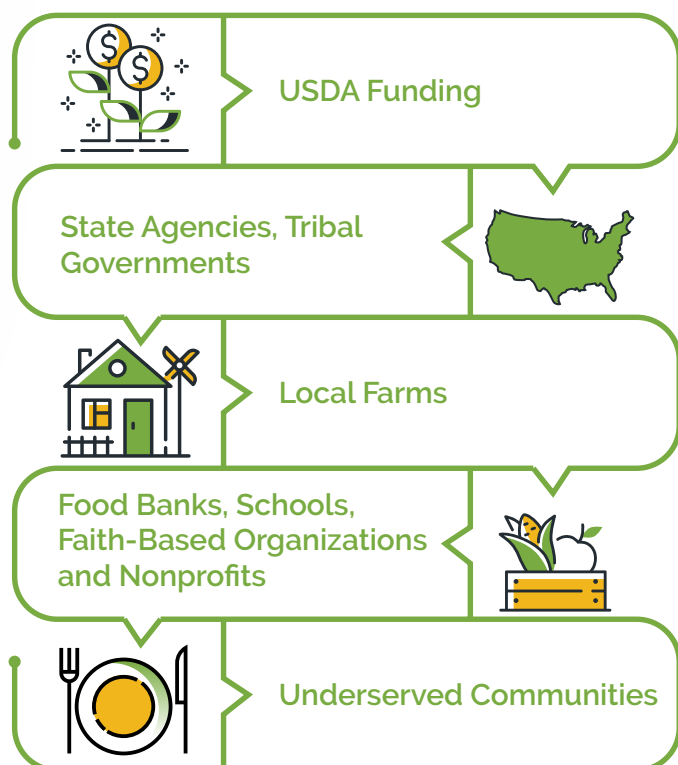 $
$
USDA Funding
State Agencies, Tribal
Governments
Local Farms
Food Banks, Schools,
Faith-Based Organizations
and Nonprofits
Underserved Communities